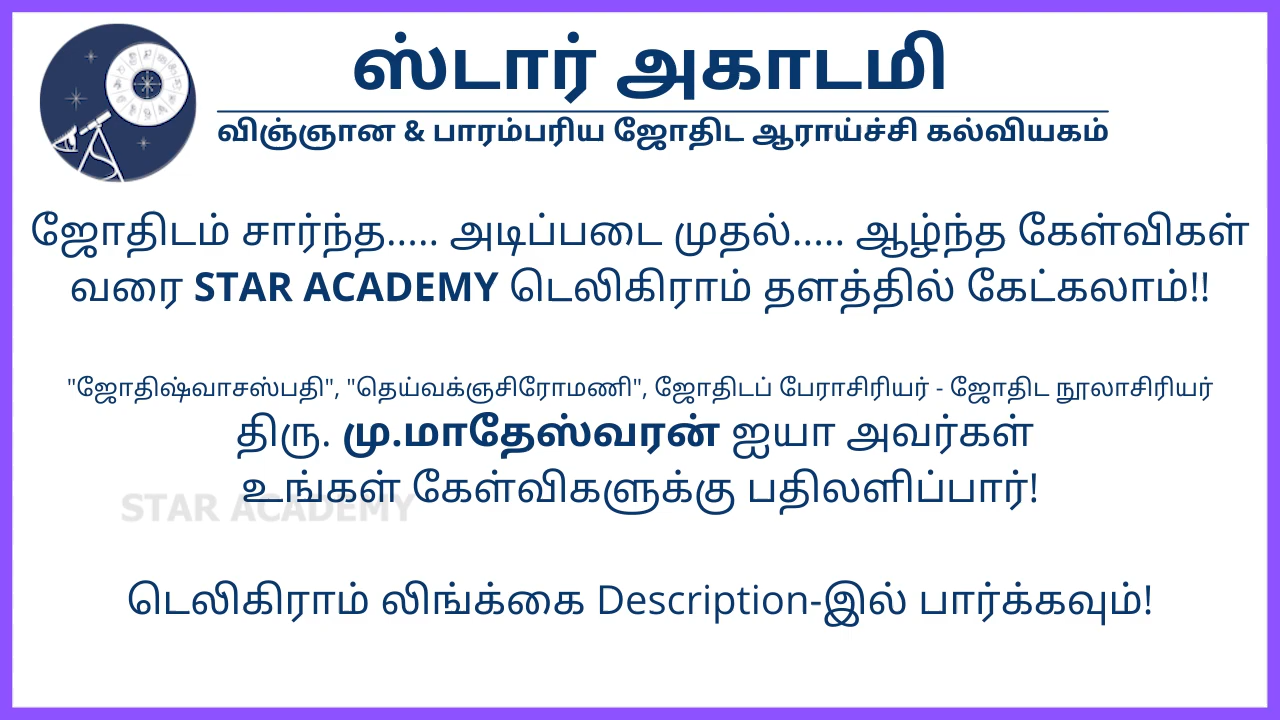 ஸ்டார் அகாடமி
விஞ்ஞான & பாரம்பரிய ஜோதிட ஆராய்ச்சி கல்வியகம்
ஜோதிடம் சார்ந்த..... அடிப்படை முதல்..... ஆழ்ந்த கேள்விகள்
வரை STAR ACADEMY டெலிகிராம் தளத்தில் கேட்கலாம்!!
"ஜோதிஷ்வாசஸ்பதி", "தெய்வக்ஞசிரோமணி", ஜோதிடப் பேராசிரியர் - ஜோதிட நூலாசிரியர்
திரு. மு.மாதேஸ்வரன் ஐயா அவர்கள்
உங்கள் கேள்விகளுக்கு பதிலளிப்பார்!
STAR ACADEMY
டெலிகிராம் லிங்க்கை Description-இல் பார்க்கவும்!